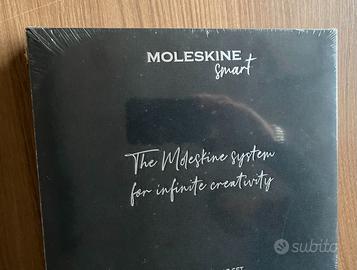 MOLESKINE
smart
The Moleskine system
for infinite creativity
subito